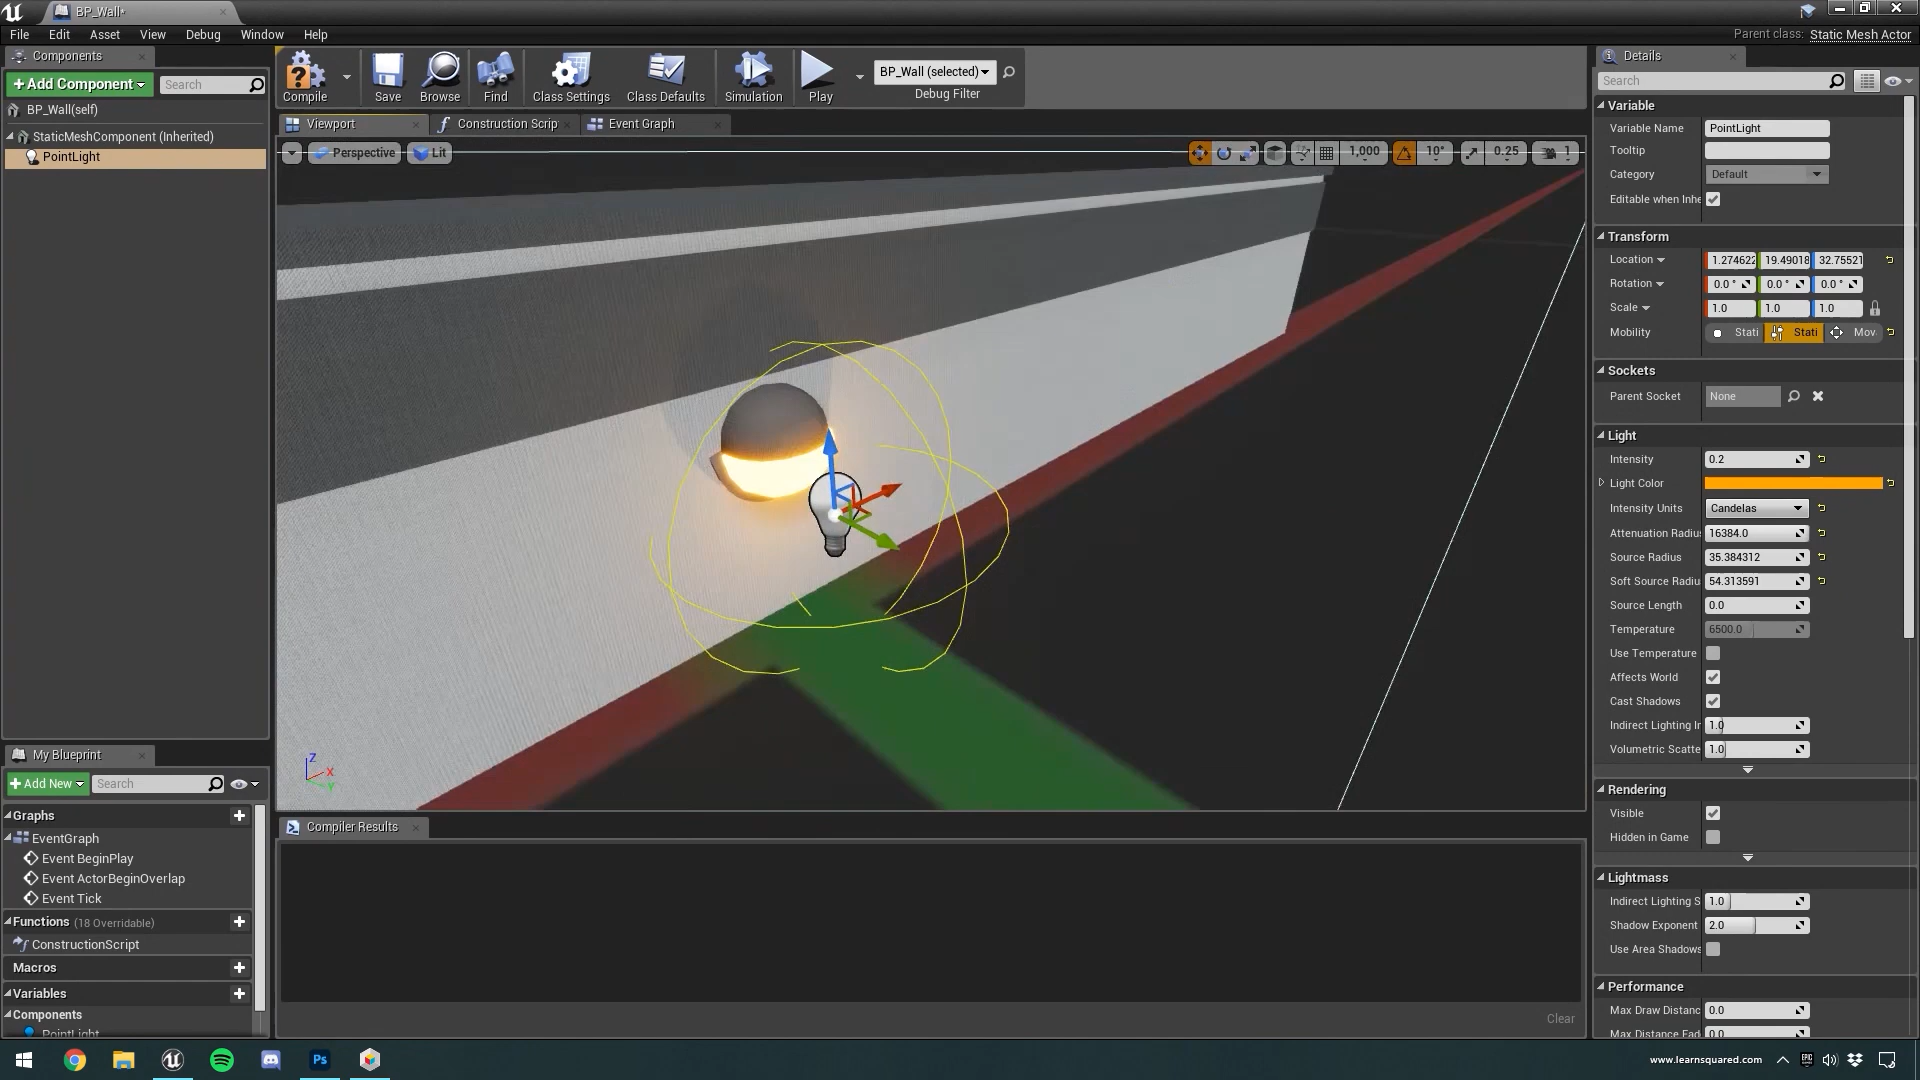 BP_Wall*
File Edit Asset View Debug Window Help
Parent class: Static Mesh Actor
Components
+ Add Component
Search
BP_Wall(self)
StaticMeshComponent (Inherited)
PointLight
Compile
Save
Browse
Find
Class Settings
Class Defaults
Simulation
Play
BP_Wall (selected)
Debug Filter
Viewport
Construction Scrip
Event Graph
Perspective
Lit
1,000
10°
0.25
1
Z
X
Y
Compiler Results
Clear
My Blueprint
+ Add New
Search
Graphs
EventGraph
Event BeginPlay
Event ActorBeginOverlap
Event Tick
Functions (18 Overridable)
ConstructionScript
Macros
Variables
Components
PointLight
Details
Search
Variable
Variable Name PointLight
Tooltip
Category Default
Editable when Inhe
Transform
Location 1.274622 19.49018 32.75521
Rotation 0.0 ° 0.0 ° 0.0 °
Scale 1.0 1.0 1.0
Mobility Stati Stati Mov
Sockets
Parent Socket None
Light
Intensity 0.2
Light Color
Intensity Units Candelas
Attenuation Radiu 16384.0
Source Radius 35.384312
Soft Source Radiu 54.313591
Source Length 0.0
Temperature 6500.0
Use Temperature
Affects World
Cast Shadows
Indirect Lighting I 1.0
Volumetric Scatte 1.0
Rendering
Visible
Hidden in Game
Lightmass
Indirect Lighting S 1.0
Shadow Exponent 2.0
Use Area Shadows
Performance
Max Draw Distanc 0.0
Max Distance Fad 0.0
Ps
www.learnsquared.com
EPIC